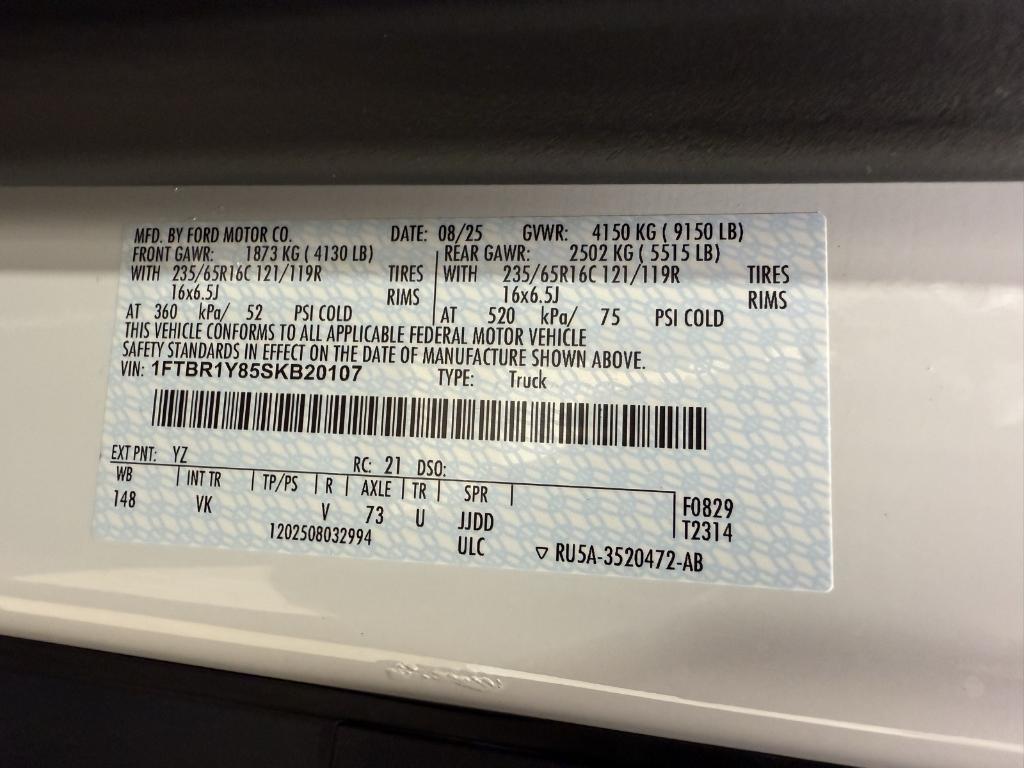 MFD. BY FORD MOTOR CO. DATE: 08/25 GVWR: 4150 KG ( 9150 LB)
FRONT GAWR: 1873 KG ( 4130 LB) REAR GAWR: 2502 KG ( 5515 LB)
WITH 235/65R16C 121/119R TIRES WITH 235/65R16C 121/119R TIRES
16x6.5J RIMS 16x6.5J RIMS
AT 360 kPa/ 52 PSI COLD AT 520 kPa/ 75 PSI COLD
THIS VEHICLE CONFORMS TO ALL APPLICABLE FEDERAL MOTOR VEHICLE
SAFETY STANDARDS IN EFFECT ON THE DATE OF MANUFACTURE SHOWN ABOVE.
VIN: 1FTBR1Y85SKB20107 TYPE: Truck
EXT PNT: YZ RC: 21 DSO:
WB INT TR TP/PS R AXLE TR SPR F0829
148 VK V 73 U JJDD T2314
1202508032994 ULC ▽ RU5A-3520472-AB